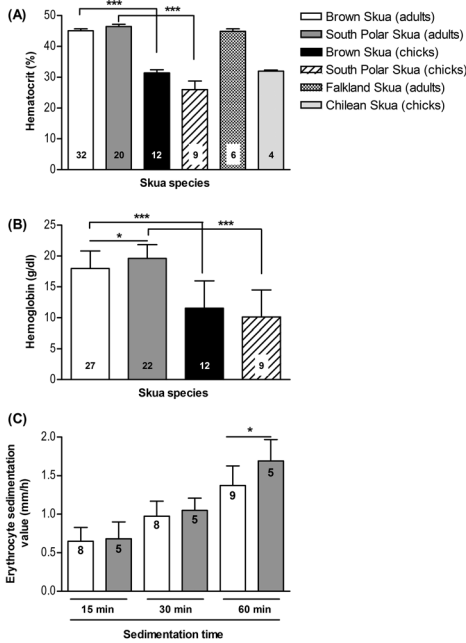 (A)
***
***
Hematocrit (%)
60
50
40
30
20
10
0
32
20
12
9
6
4
Skua species
Brown Skua (adults)
South Polar Skua (adults)
Brown Skua (chicks)
South Polar Skua (chicks)
Falkland Skua (adults)
Chilean Skua (chicks)
(B)
***
***
*
Hemoglobin (g/dl)
25
20
15
10
5
0
27
22
12
9
Skua species
(C)
*
Erythrocyte sedimentation
value (mm/h)
2.0
1.5
1.0
0.5
0.0
8
5
8
5
9
5
15 min
30 min
60 min
Sedimentation time